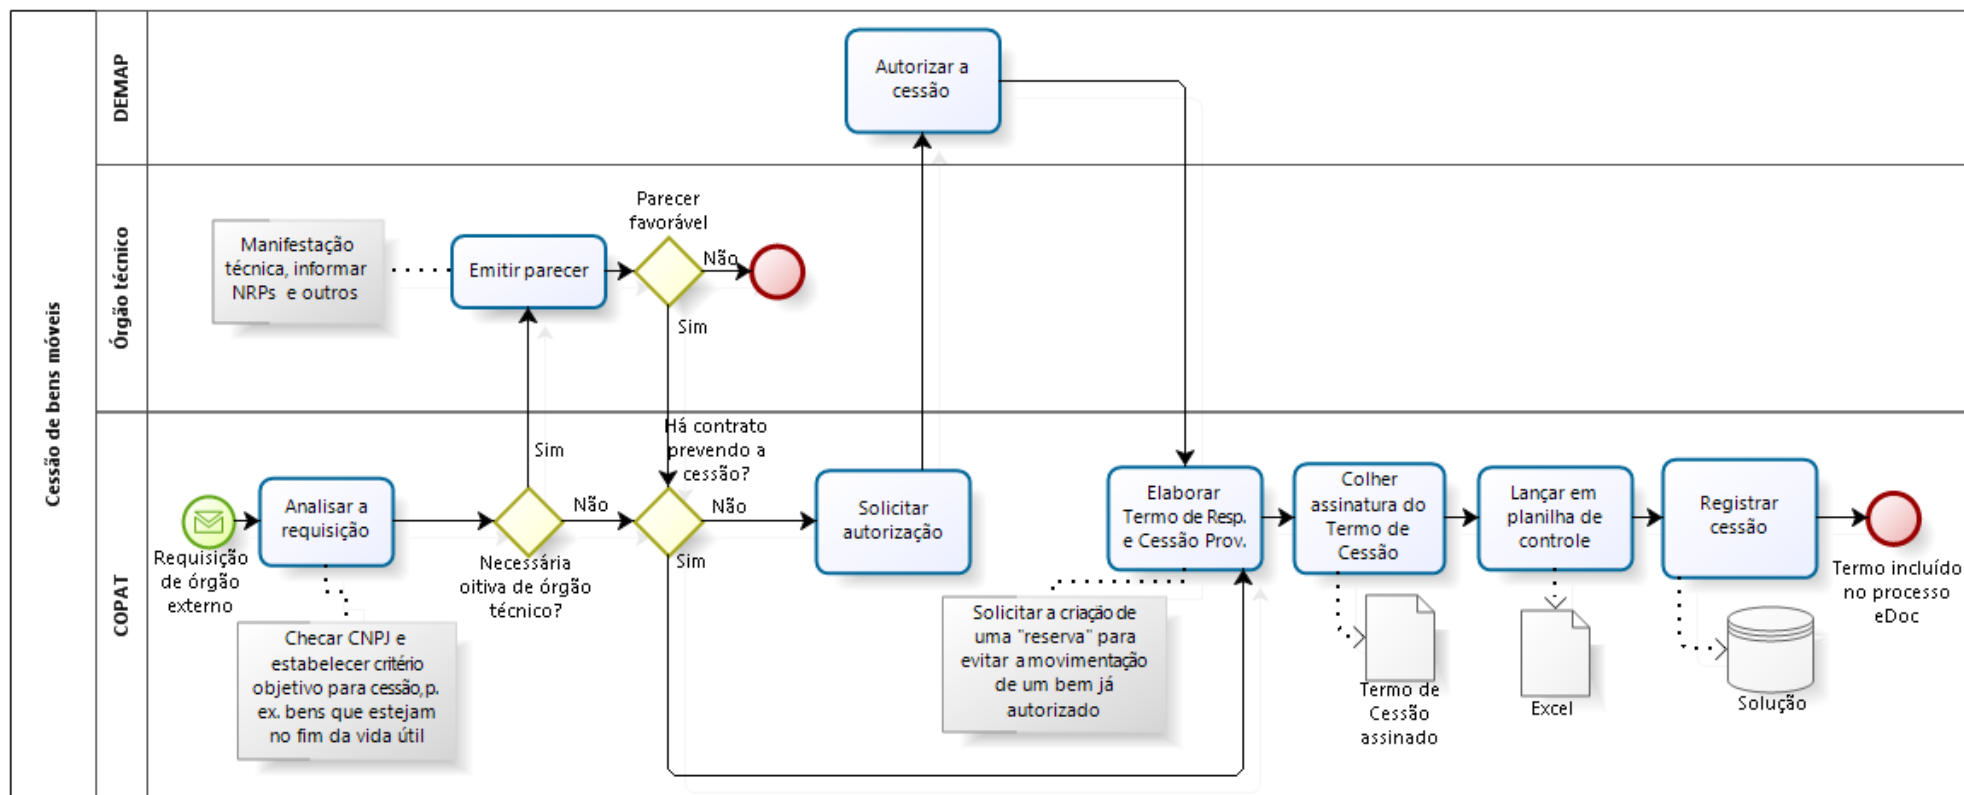 Cessão de bens móveis
DEMAP
Autorizar a
cessão
Órgão técnico
Manifestação
técnica, informar
NRPs e outros
Emitir parecer
Parecer
favorável
Não
Sim
COPAT
Requisição
de órgão
externo
Analisar a
requisição
Checar CNPJ e
estabelecer critério
objetivo para cessão, p.
ex. bens que estejam
no fim da vida útil
Sim
Necessária
oitiva de órgão
técnico?
Não
Há contrato
prevendo a
cessão?
Não
Sim
Solicitar
autorização
Elaborar
Termo de Resp.
e Cessão Prov.
Solicitar a criação de
uma "reserva" para
evitar a movimentação
de um bem já
autorizado
Colher
assinatura do
Termo de
Cessão
Termo de
Cessão
assinado
Lançar em
planilha de
controle
Excel
Registrar
cessão
Solução
Termo incluído
no processo
eDoc